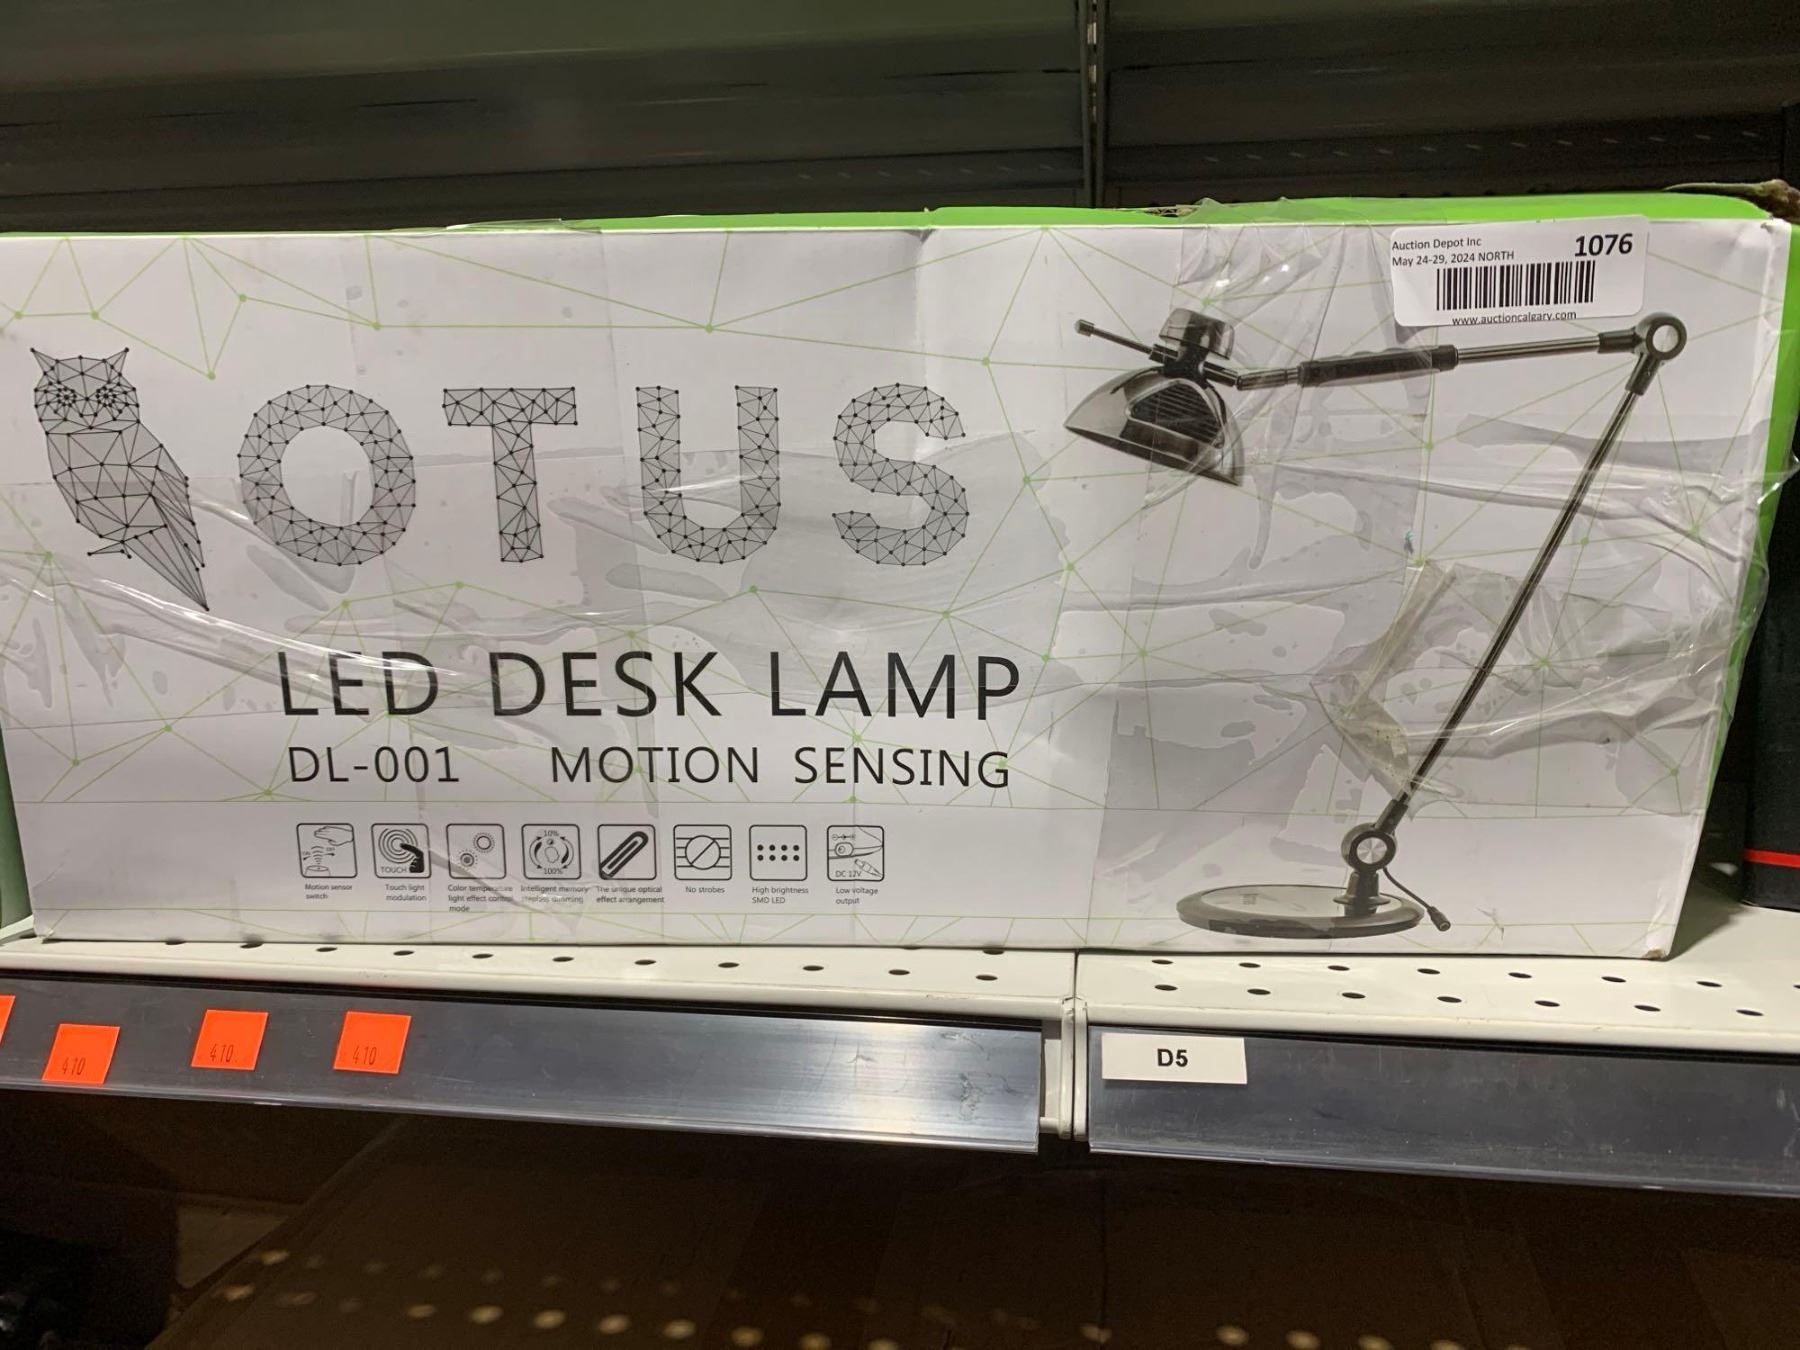 Auction Depot Inc
1076
May 24-29, 2024 NORTH
www.auctioncalgary.com
OTUS
LED DESK LAMP
DL-001 MOTION SENSING
10%
100%
TOUCH
DC 12V
Motion sensor
switch
Touch light
modulation
Color temperature
light effect control
mode
Intelligent memory
stepless dimming
The unique optical
effect arrangement
No strobes
High brightness
SMD LED
Low voltage
output
410
410
410
D5